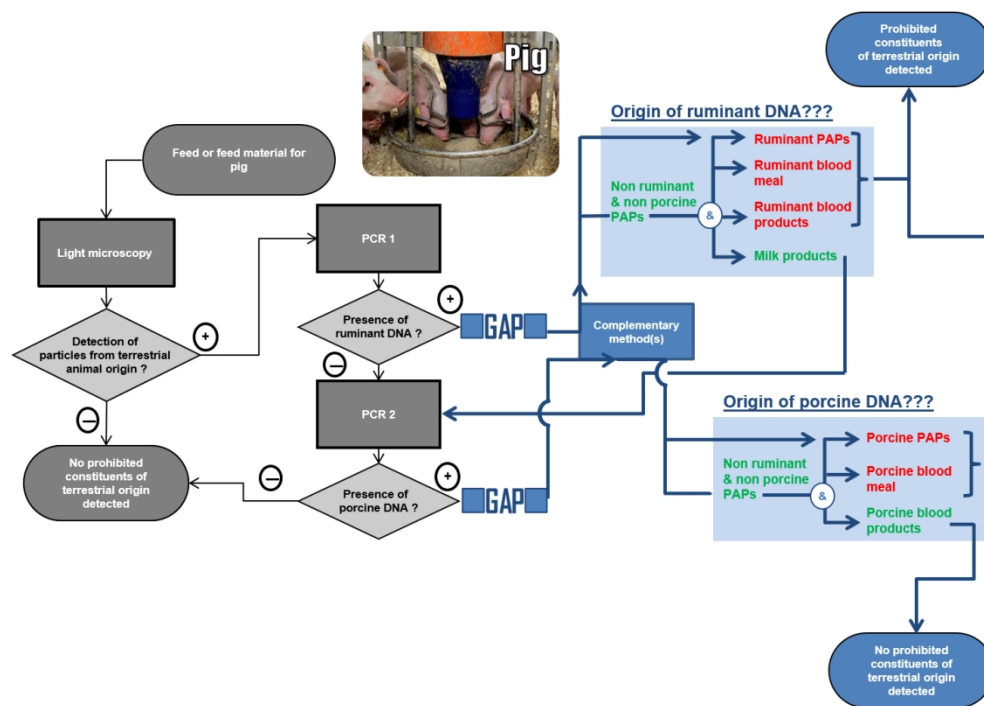 Prohibited
constituents
of terrestrial origin
detected
Pig
Origin of ruminant DNA???
Feed or feed material for
pig
Ruminant PAPs
Ruminant blood
meal
Non ruminant
& non porcine
PAPs
&
Ruminant blood
products
Milk products
Light microscopy
PCR 1
+
Presence of
ruminant DNA ?
GAP
Complementary
method(s)
Detection of
particles from terrestrial
animal origin ?
+
−
PCR 2
Origin of porcine DNA???
−
No prohibited
constituents of
terrestrial origin
detected
−
Presence of
porcine DNA ?
+
GAP
Porcine PAPs
Non ruminant
& non porcine
PAPs
&
Porcine blood
meal
Porcine blood
products
No prohibited
constituents of
terrestrial origin
detected